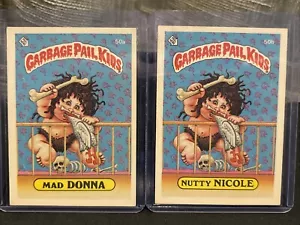 50a
GARBAGE PAIL KIDS
MAD DONNA
50b
GARBAGE PAIL KIDS
NUTTY NICOLE